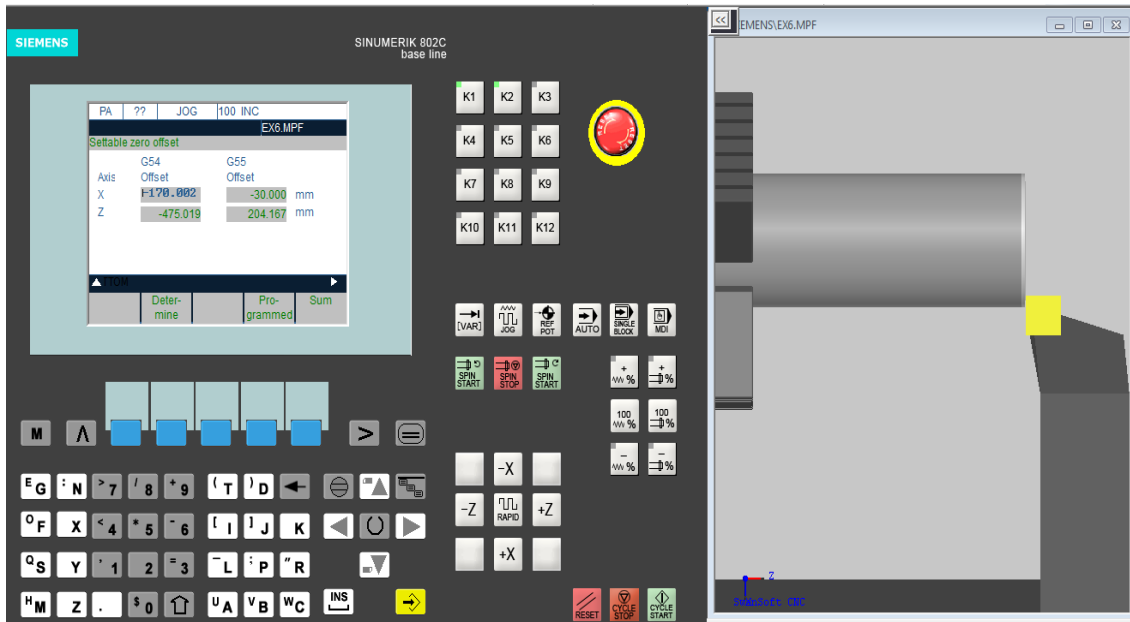 EMENS\EX6.MPF
SIEMENS
SINUMERIK 802C
base line
PA ?? JOG 100 INC
EX6.MPF
Settable zero offset
G54 G55
Axis Offset Offset
X -170.002 -30.000 mm
Z -475.019 204.167 mm
Deter-
mine
Pro-
grammed
Sum
K1 K2 K3
K4 K5 K6
K7 K8 K9
K10 K11 K12
[VAR]
JOG
REF
POT
AUTO
SINGLE
BLOCK
MDI
SPIN
START
SPIN
STOP
SPIN
START
+
%
+
%
100
%
100
%
–
%
–
%
-X
-Z
RAPID
+Z
+X
M Λ > =
E G : N > 7 / 8 + 9 ( T ) D
O F X < 4 * 5 - 6 [ I ] J K
Q S Y ' 1 2 = 3 ¯ L ; P " R
H M Z . $ 0 U A V B W C INS
RESET
CYCLE
STOP
CYCLE
START
Z
SwanSoft CNC